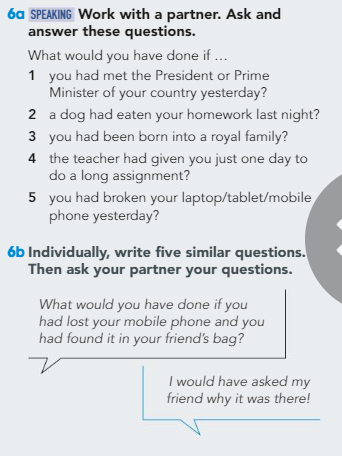 6a SPEAKING Work with a partner. Ask and
answer these questions.
What would you have done if …
1 you had met the President or Prime
Minister of your country yesterday?
2 a dog had eaten your homework last night?
3 you had been born into a royal family?
4 the teacher had given you just one day to
do a long assignment?
5 you had broken your laptop/tablet/mobile
phone yesterday?
6b Individually, write five similar questions.
Then ask your partner your questions.
What would you have done if you
had lost your mobile phone and you
had found it in your friend's bag?
I would have asked my
friend why it was there!